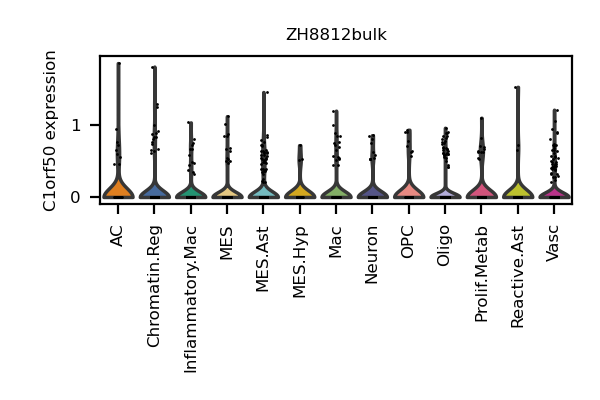 ZH8812bulk
C1orf50 expression
1
0
AC
Chromatin.Reg
Inflammatory.Mac
MES
MES.Ast
MES.Hyp
Mac
Neuron
OPC
Oligo
Prolif.Metab
Reactive.Ast
Vasc